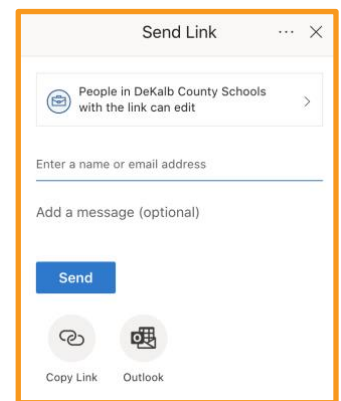 Send Link
People in DeKalb County Schools
with the link can edit
Enter a name or email address
Add a message (optional)
Send
Copy Link Outlook